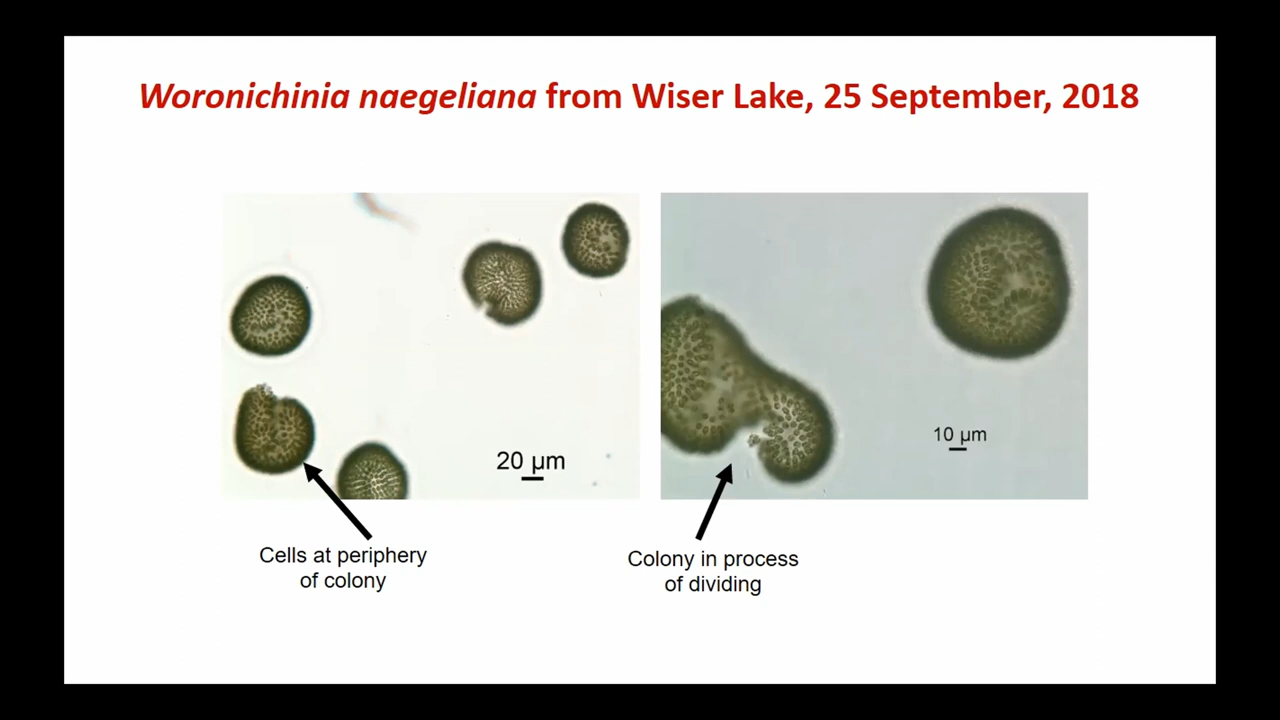 Woronichinia naegeliana from Wiser Lake, 25 September, 2018
20 µm
10 µm
Cells at periphery
of colony
Colony in process
of dividing